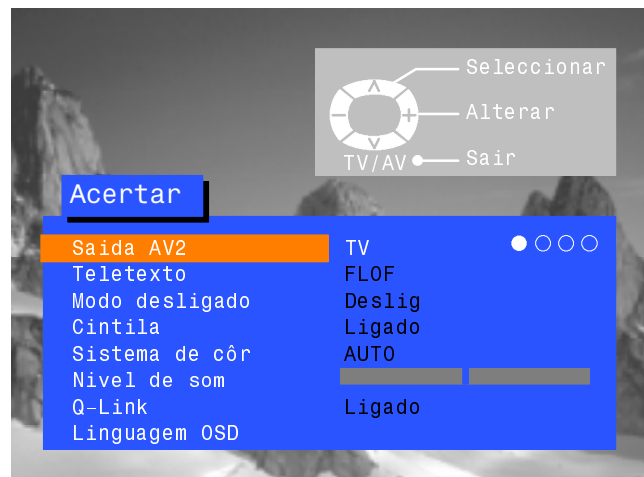 Seleccionar
Alterar
TV/AV Sair
Acertar
Saida AV2 TV
Teletexto FLOF
Modo desligado Deslig
Cintila Ligado
Sistema de côr AUTO
Nivel de som
Q-Link Ligado
Linguagem OSD